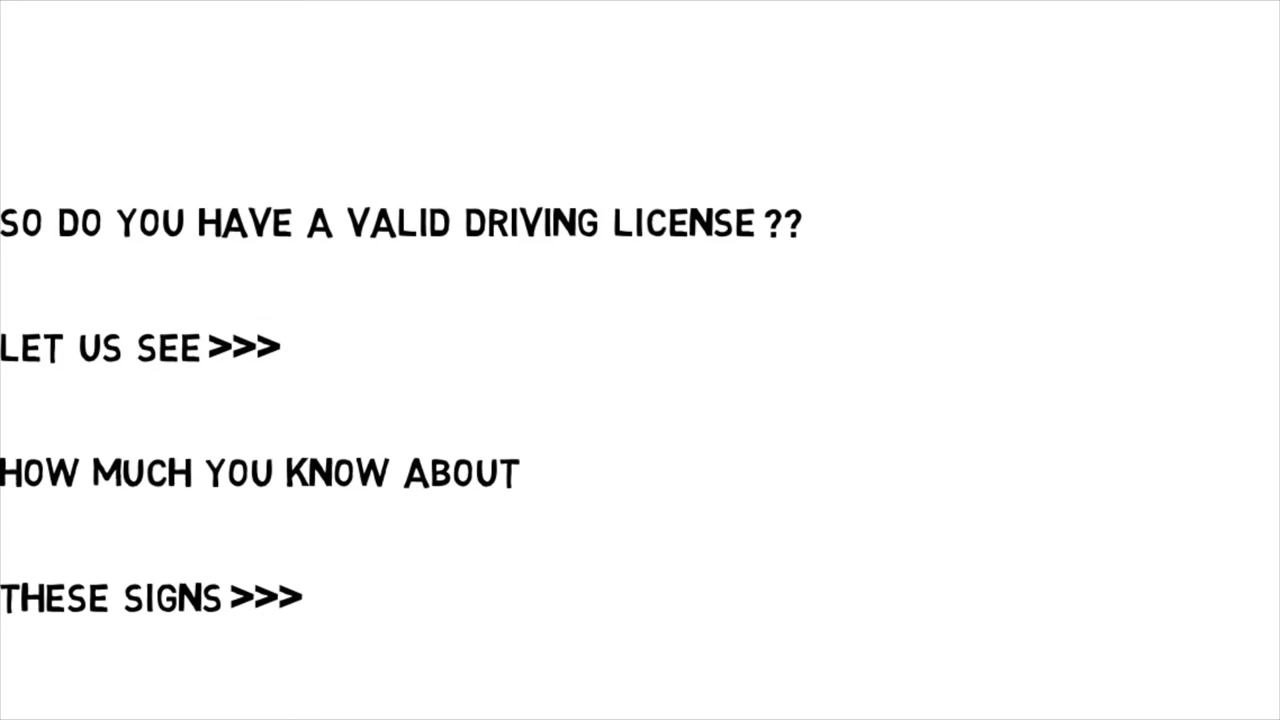 SO DO YOU HAVE A VALID DRIVING LICENSE ??
LET US SEE >>>
HOW MUCH YOU KNOW ABOUT
THESE SIGNS >>>